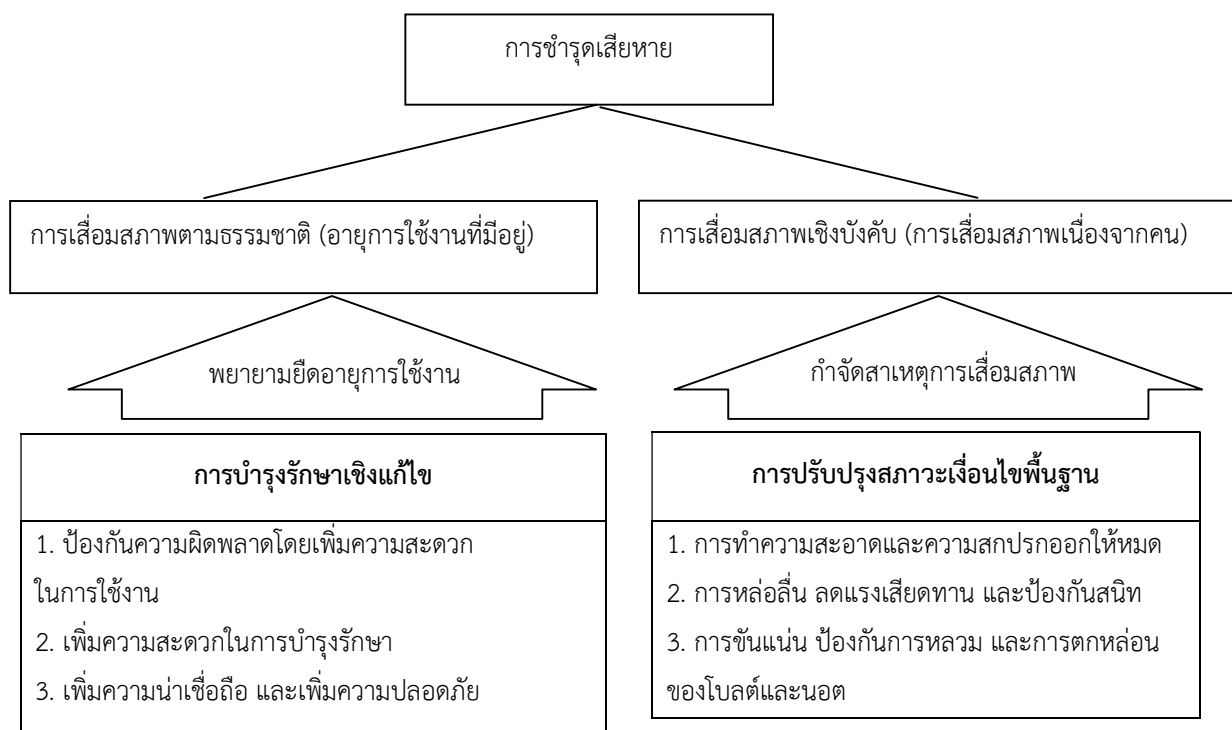 การชำรุดเสียหาย
การเสื่อมสภาพตามธรรมชาติ (อายุการใช้งานที่มีอยู่)
การเสื่อมสภาพเชิงบังคับ (การเสื่อมสภาพเนื่องจากคน)
พยายามยืดอายุการใช้งาน
กำจัดสาเหตุการเสื่อมสภาพ
การบำรุงรักษาเชิงแก้ไข
1. ป้องกันความผิดพลาดโดยเพิ่มความสะดวก
ในการใช้งาน
2. เพิ่มความสะดวกในการบำรุงรักษา
3. เพิ่มความน่าเชื่อถือ และเพิ่มความปลอดภัย
การปรับปรุงสภาวะเงื่อนไขพื้นฐาน
1. การทำความสะอาดและความสกปรกออกให้หมด
2. การหล่อลื่น ลดแรงเสียดทาน และป้องกันสนิท
3. การขันแน่น ป้องกันการหลวม และการตกหล่อน
ของโบลต์และนอต